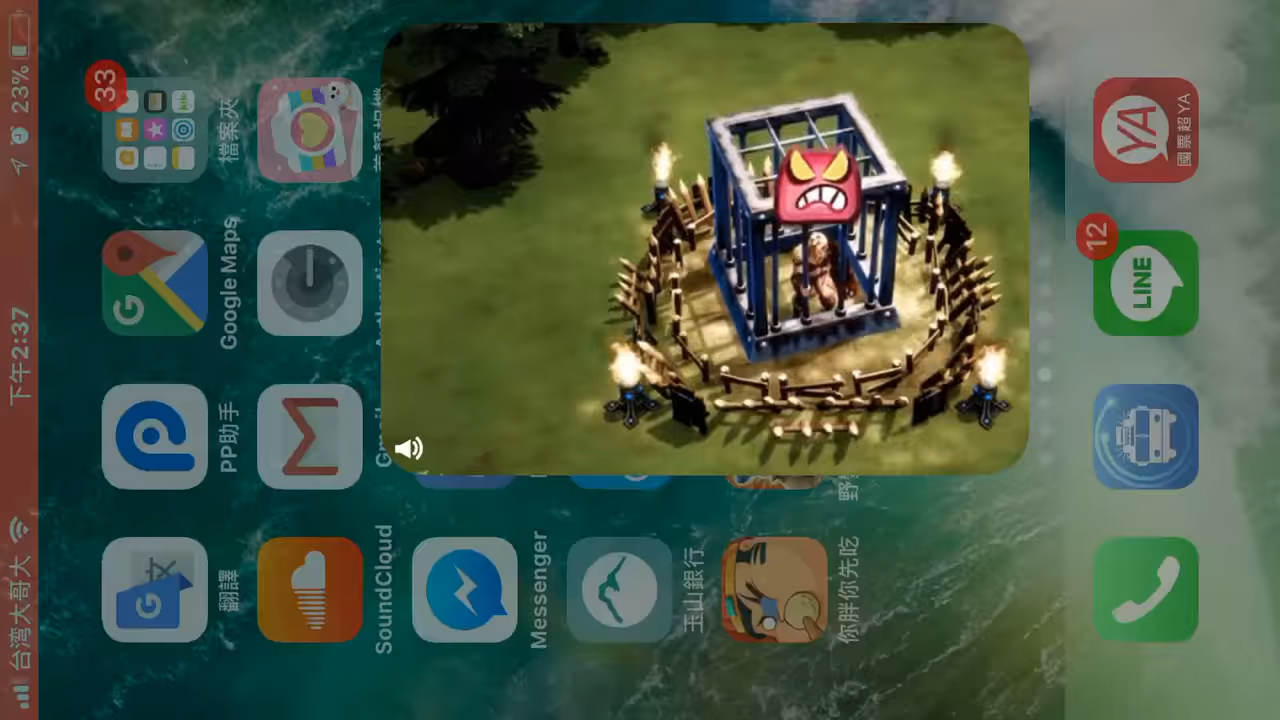 台湾大哥大 下午2:37 23%
翻譯
PP助手
Google Maps
檔案夾
33
SoundCloud
Messenger
玉山銀行
你胖你先吃
YA
國票超YA
LINE
12